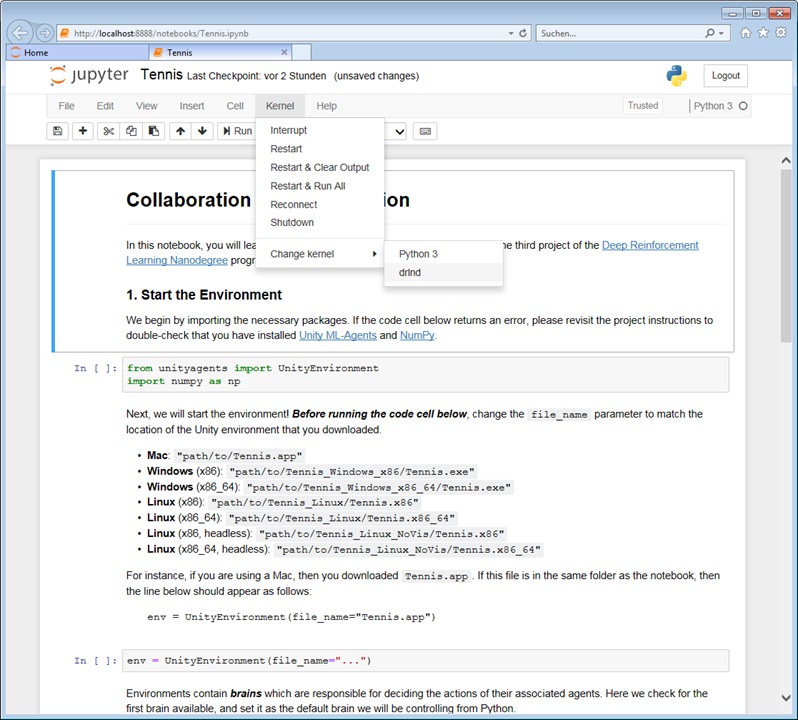 http://localhost:8888/notebooks/Tennis.ipynb
Suchen...
Home
Tennis
jupyter Tennis Last Checkpoint: vor 2 Stunden (unsaved changes)
Logout
File Edit View Insert Cell Kernel Help
Trusted
Python 3
Run
Interrupt
Restart
Restart & Clear Output
Restart & Run All
Reconnect
Shutdown
Change kernel
Python 3
drlnd
Collaboration
on
In this notebook, you will lea
he third project of the Deep Reinforcement
Learning Nanodegree progr
1. Start the Environment
We begin by importing the necessary packages. If the code cell below returns an error, please revisit the project instructions to
double-check that you have installed Unity ML-Agents and NumPy.
In [ ]: from unityagents import UnityEnvironment
import numpy as np
Next, we will start the environment! Before running the code cell below, change the file_name parameter to match the
location of the Unity environment that you downloaded.
• Mac: "path/to/Tennis.app"
• Windows (x86): "path/to/Tennis_Windows_x86/Tennis.exe"
• Windows (x86_64): "path/to/Tennis_Windows_x86_64/Tennis.exe"
• Linux (x86): "path/to/Tennis_Linux/Tennis.x86"
• Linux (x86_64): "path/to/Tennis_Linux/Tennis.x86_64"
• Linux (x86, headless): "path/to/Tennis_Linux_NoVis/Tennis.x86"
• Linux (x86_64, headless): "path/to/Tennis_Linux_NoVis/Tennis.x86_64"
For instance, if you are using a Mac, then you downloaded Tennis.app. If this file is in the same folder as the notebook, then
the line below should appear as follows:
env = UnityEnvironment(file_name="Tennis.app")
In [ ]: env = UnityEnvironment(file_name="...")
Environments contain brains which are responsible for deciding the actions of their associated agents. Here we check for the
first brain available, and set it as the default brain we will be controlling from Python.